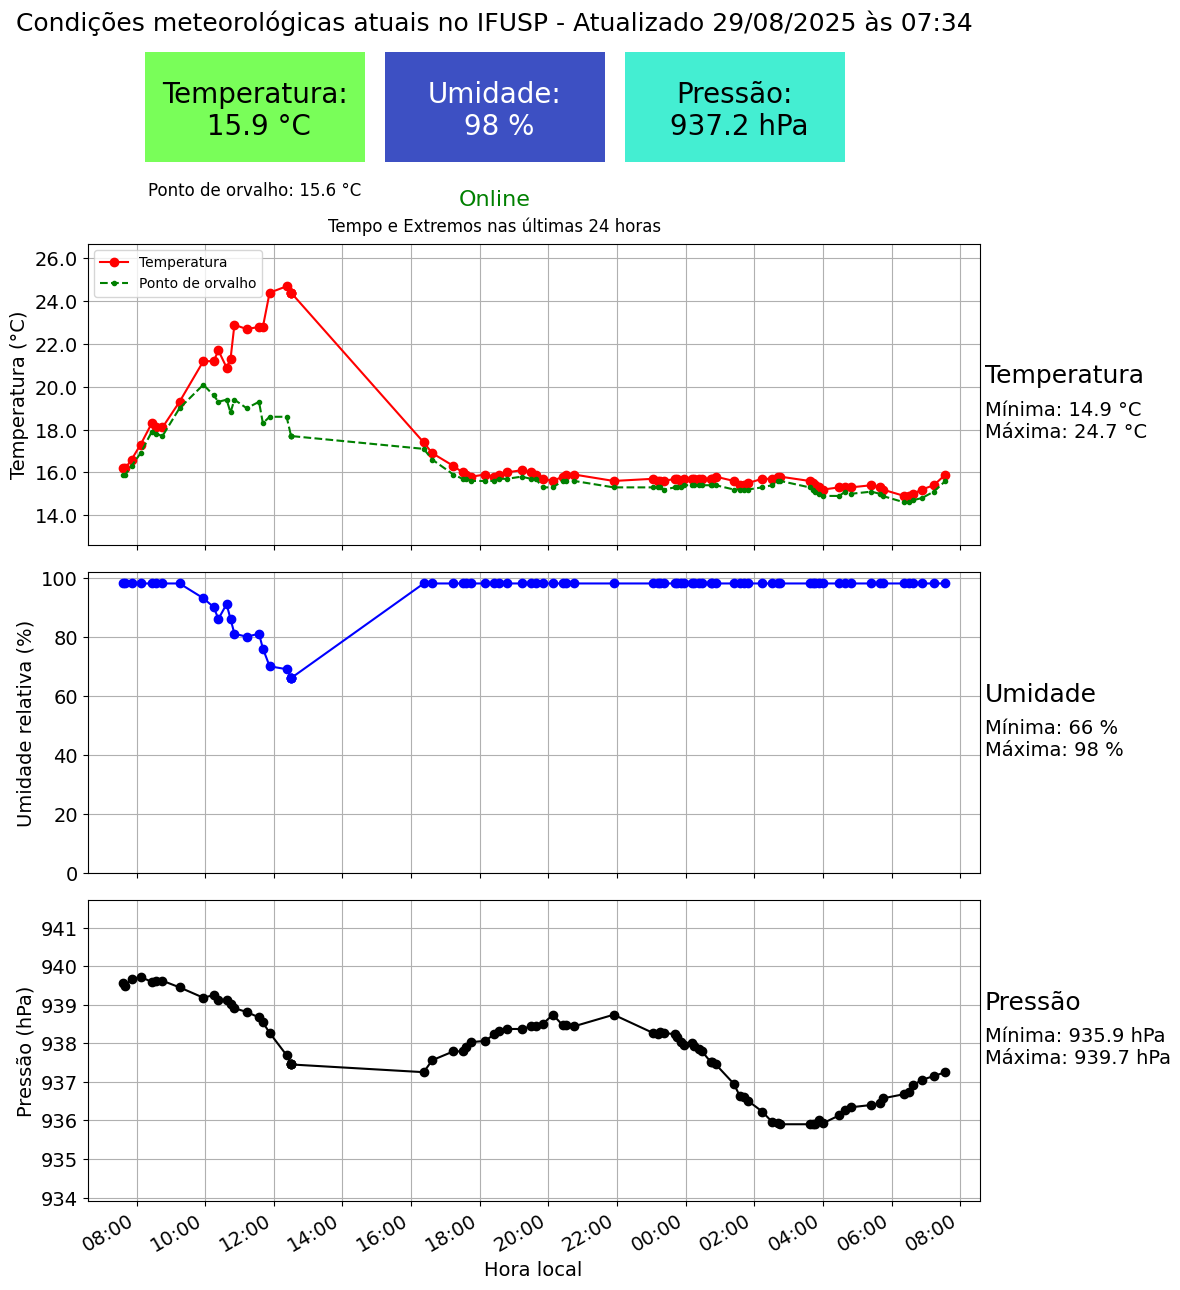 Condições meteorológicas atuais no IFUSP - Atualizado 29/08/2025 às 07:34
Temperatura:
15.9 °C
Umidade:
98 %
Pressão:
937.2 hPa
Ponto de orvalho: 15.6 °C
Online
Tempo e Extremos nas últimas 24 horas
Temperatura
Ponto de orvalho
26.0
24.0
22.0
20.0
18.0
16.0
14.0
Temperatura (°C)
Temperatura
Mínima: 14.9 °C
Máxima: 24.7 °C
100
80
60
40
20
0
Umidade relativa (%)
Umidade
Mínima: 66 %
Máxima: 98 %
941
940
939
938
937
936
935
934
Pressão (hPa)
Pressão
Mínima: 935.9 hPa
Máxima: 939.7 hPa
08:00 10:00 12:00 14:00 16:00 18:00 20:00 22:00 00:00 02:00 04:00 06:00 08:00
Hora local